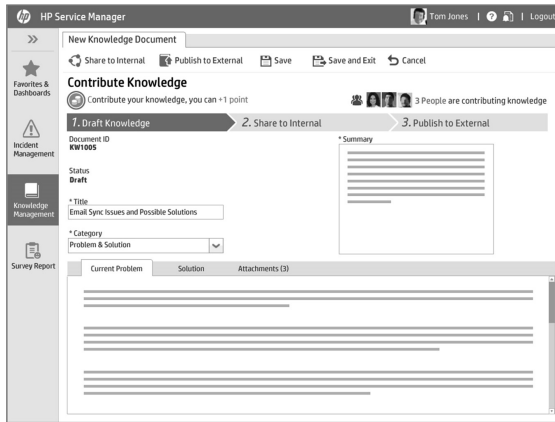 hp HP Service Manager Tom Jones | ? | Logout
New Knowledge Document
Share to Internal Publish to External Save Save and Exit Cancel
Favorites &
Dashboards
Contribute Knowledge
Contribute your knowledge, you can +1 point
3 People are contributing knowledge
1. Draft Knowledge 2. Share to Internal 3. Publish to External
Incident
Management
Document ID
KW1005
* Summary
Status
Draft
Knowledge
Management
* Title
Email Sync Issues and Possible Solutions
* Category
Problem & Solution
Survey Report
Current Problem Solution Attachments (3)